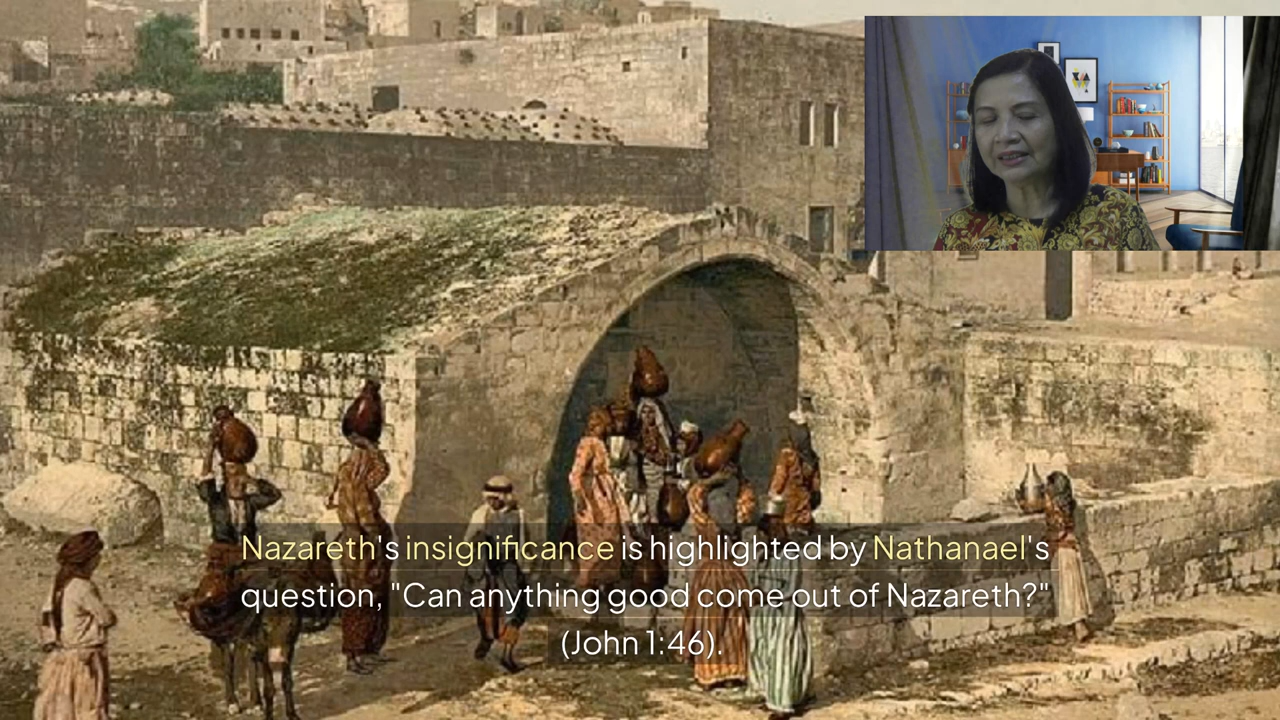 Nazareth's insignificance is highlighted by Nathanael's
question, "Can anything good come out of Nazareth?"
(John 1:46).